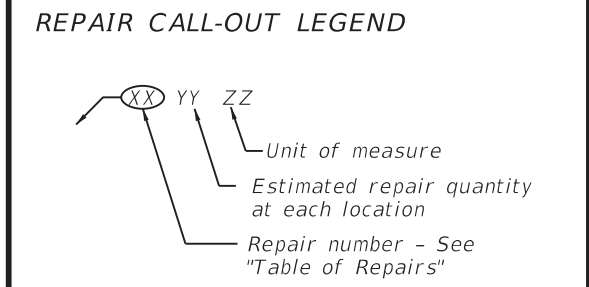 REPAIR CALL-OUT LEGEND
XX YY ZZ
Unit of measure
Estimated repair quantity
at each location
Repair number – See
"Table of Repairs"